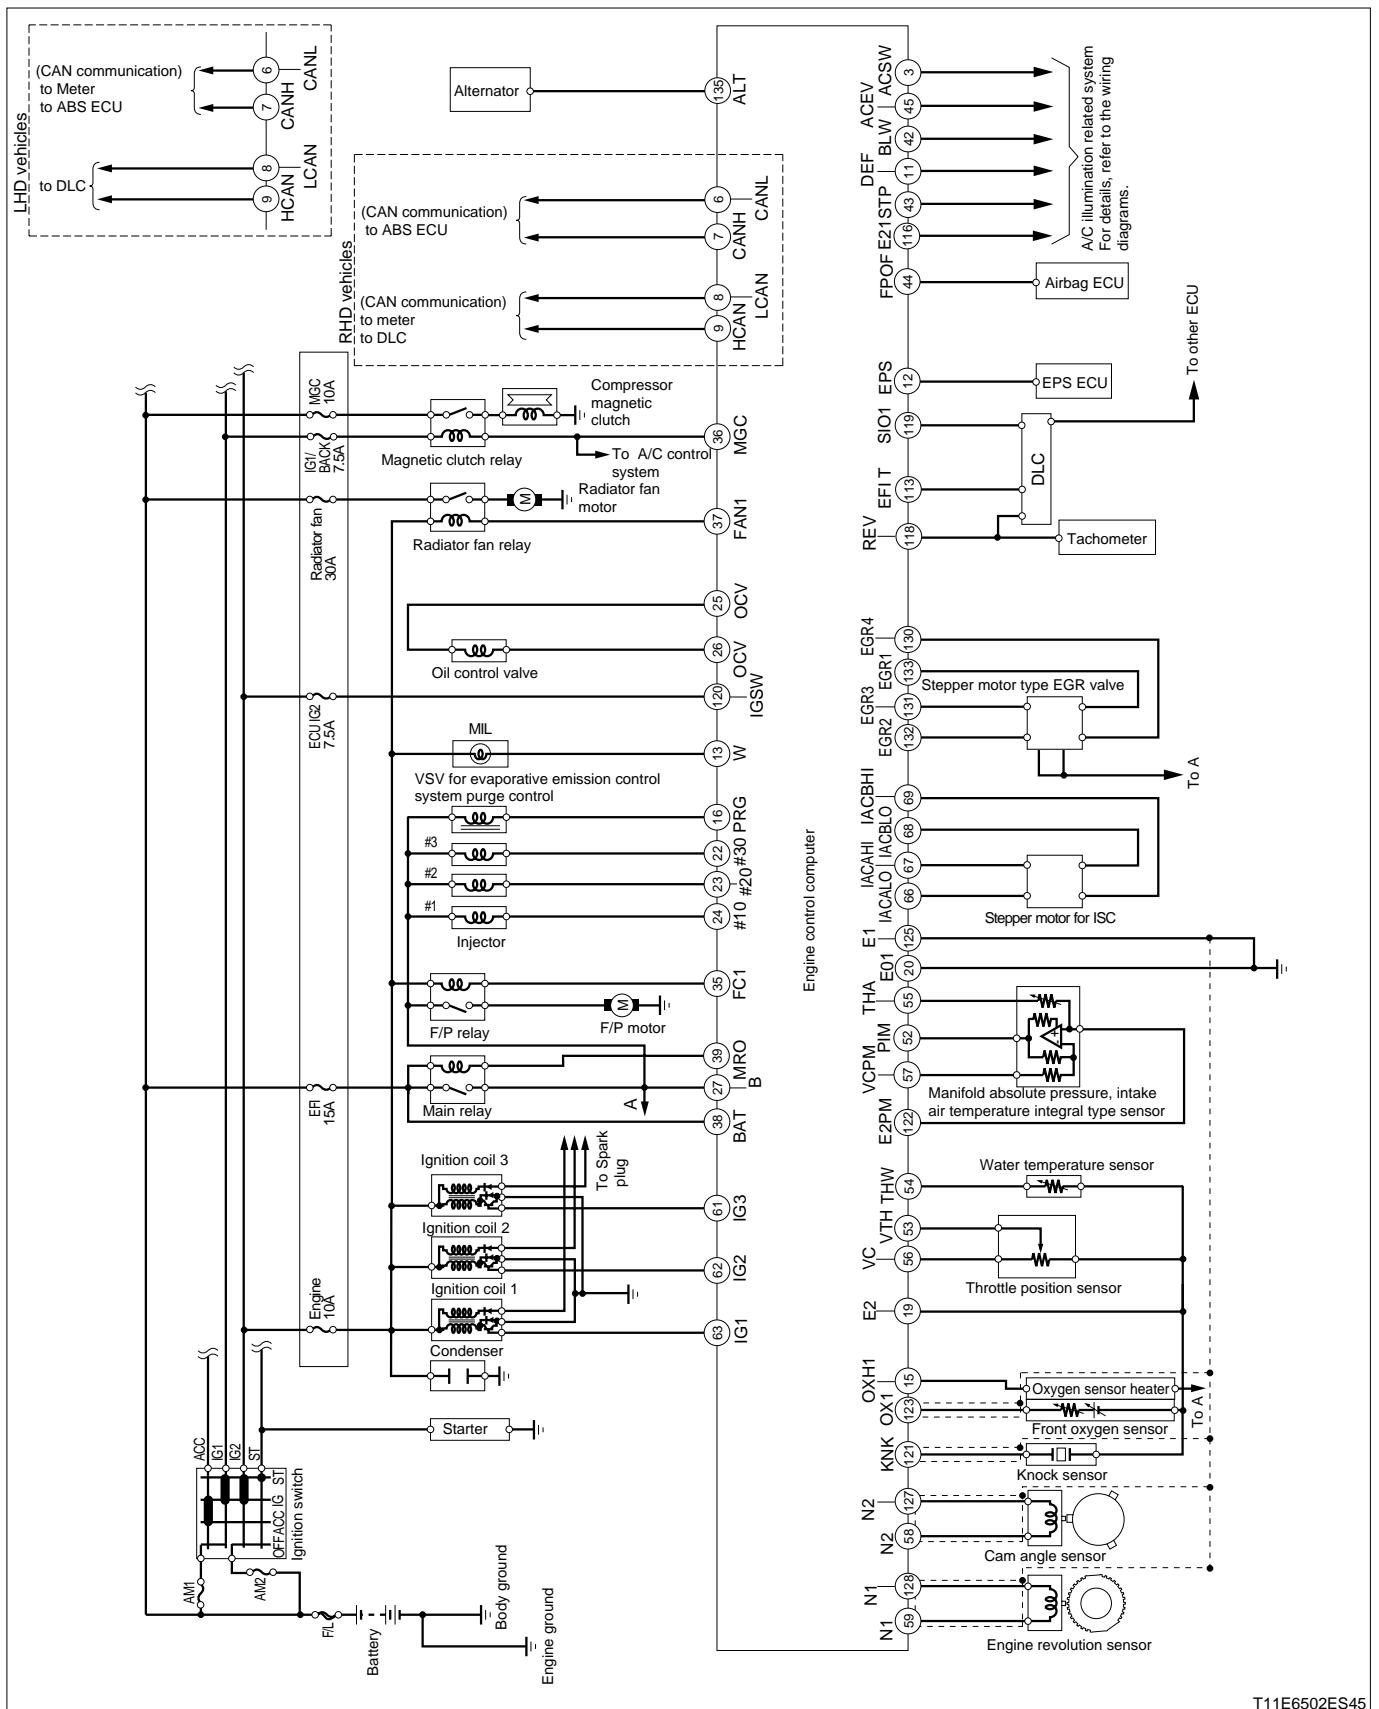 LHD vehicles
(CAN communication)
to Meter
to ABS ECU
6
CANL
7
CANH
to DLC
8
LCAN
9
HCAN
Alternator
135
ALT
RHD vehicles
(CAN communication)
to ABS ECU
6
CANL
7
CANH
(CAN communication)
to meter
to DLC
8
LCAN
9
HCAN
MGC
10A
Compressor
magnetic
clutch
IG1/
BACK
7.5A
Magnetic clutch relay
To A/C control
system
36
MGC
Radiator fan
30A
Radiator fan
motor
Radiator fan relay
37
FAN1
25
OCV
Oil control valve
26
OCV
ECU IG2
7.5A
120
IGSW
MIL
13
W
VSV for evaporative emission control
system purge control
16
PRG
#3
22
#30
#2
23
#20
#1
24
#10
Injector
35
FC1
F/P relay
F/P motor
39
MRO
EFI
15A
Main relay
A
27
B
38
BAT
Ignition coil 3
To Spark
plug
61
IG3
Ignition coil 2
62
IG2
Ignition coil 1
63
IG1
Engine
10A
Condenser
Starter
ACC
IG1
IG2
ST
OFF ACC IG ST
Ignition switch
AM1
AM2
F/L
Battery
Body ground
Engine ground
Engine control computer
3
ACSW
45
ACEV
42
BLW
11
DEF
43
STP
116
E21
A/C illumination related system
For details, refer to the wiring
diagrams.
44
FPOF
Airbag ECU
To other ECU
12
EPS
EPS ECU
119
SIO1
DLC
113
EFI T
118
REV
Tachometer
130
EGR4
133
EGR1
Stepper motor type EGR valve
131
EGR3
132
EGR2
To A
69
IACBHI
68
IACBLO
67
IACAHI
66
IACALO
Stepper motor for ISC
125
E1
20
E01
55
THA
52
PIM
+
-
57
VCPM
Manifold absolute pressure, intake
air temperature integral type sensor
122
E2PM
Water temperature sensor
54
THW
53
VTH
56
VC
Throttle position sensor
19
E2
15
OXH1
Oxygen sensor heater
To A
123
OX1
Front oxygen sensor
121
KNK
Knock sensor
127
N2
58
N2
Cam angle sensor
128
N1
59
N1
Engine revolution sensor
M
M
T11E6502ES45